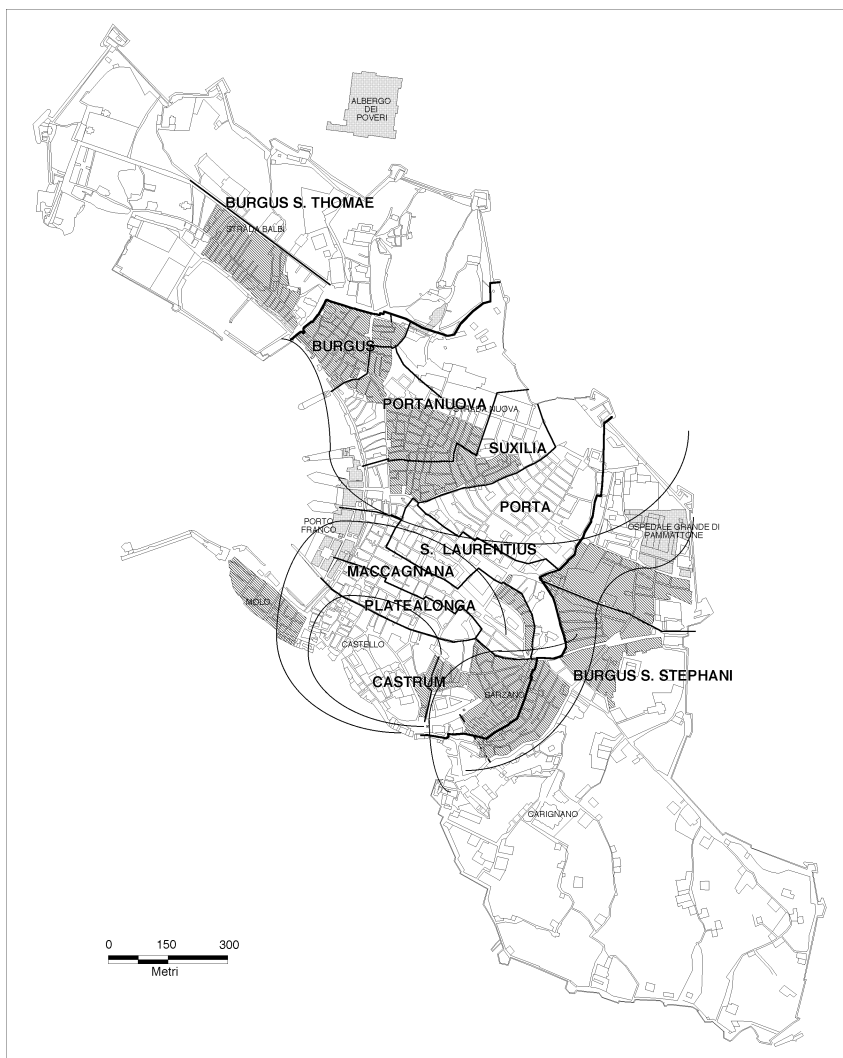 ALBERGO
DEI
POVERI
BURGUS S. THOMAE
STRADA BALBI
BURGUS
PORTANUOVA
STRADA NUOVA
SUXILIA
PORTA
PORTO
FRANCO
OSPEDALE GRANDE DI
PAMMATTONE
S. LAURENTIUS
MACCAGNANA
MOLO
PLATEALONGA
CASTELLO
CASTRUM
BURGUS S. STEPHANI
SARZANO
CARIGNANO
0 150 300
Metri